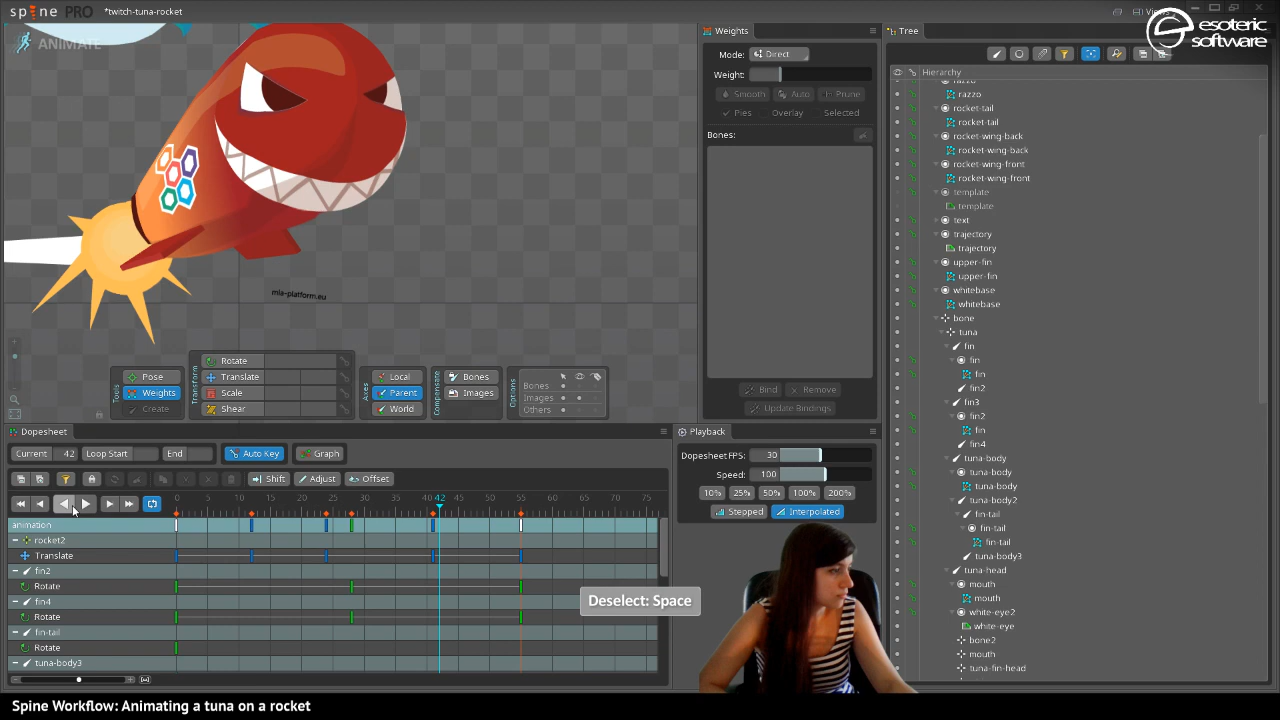 spine PRO
*twitch-tuna-rocket
Views
esoteric
software
ANIMATE
mla-platform.eu
Tools
Pose
Weights
Create
Transform
Rotate
Translate
Scale
Shear
Axes
Local
Parent
World
Compensate
Bones
Images
Options
Bones
Images
Others
Weights
Mode: Direct
Weight:
Smooth Auto Prune
Pies Overlay Selected
Bones:
Bind Remove
Update Bindings
Tree
Hierarchy
razzo
razzo
rocket-tail
rocket-tail
rocket-wing-back
rocket-wing-back
rocket-wing-front
rocket-wing-front
template
template
text
trajectory
trajectory
upper-fin
upper-fin
whitebase
whitebase
bone
tuna
fin
fin
fin
fin2
fin3
fin2
fin
fin4
tuna-body
tuna-body
tuna-body
tuna-body2
fin-tail
fin-tail
fin-tail
tuna-body3
tuna-head
mouth
mouth
white-eye2
white-eye
bone2
mouth
tuna-fin-head
Dopesheet
Current 42 Loop Start End Auto Key Graph
Shift Adjust Offset
0 5 10 15 20 25 30 35 40 42 45 50 55 60 65 70 75
animation
rocket2
Translate
fin2
Rotate
fin4
Rotate
fin-tail
Rotate
tuna-body3
Playback
Dopesheet FPS: 30
Speed: 100
10% 25% 50% 100% 200%
Stepped Interpolated
Deselect: Space
Spine Workflow: Animating a tuna on a rocket